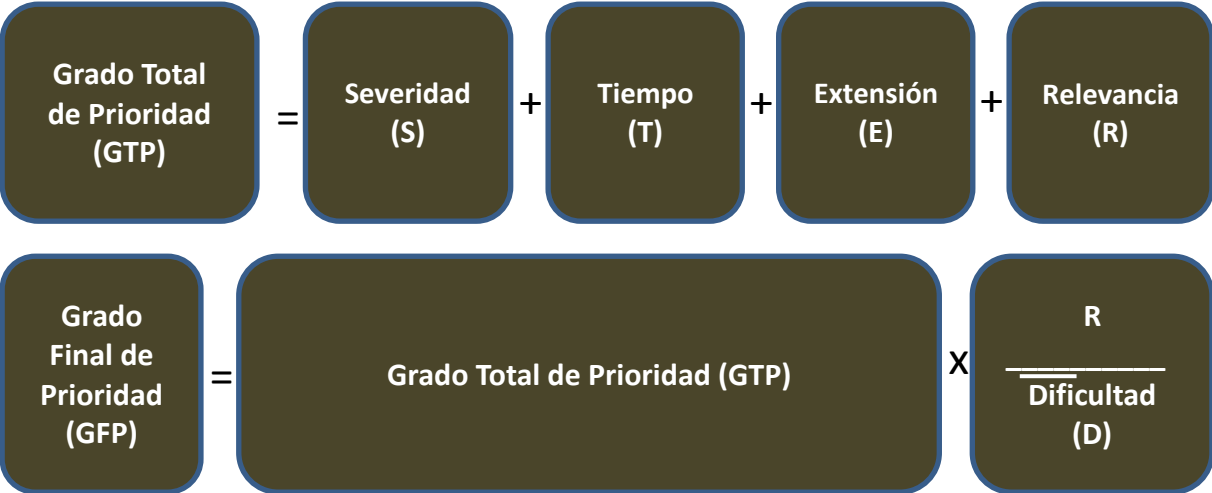 Grado Total
de Prioridad
(GTP)
=
Severidad
(S)
+
Tiempo
(T)
+
Extensión
(E)
+
Relevancia
(R)
Grado
Final de
Prioridad
(GFP)
=
Grado Total de Prioridad (GTP)
x
R
Dificultad
(D)